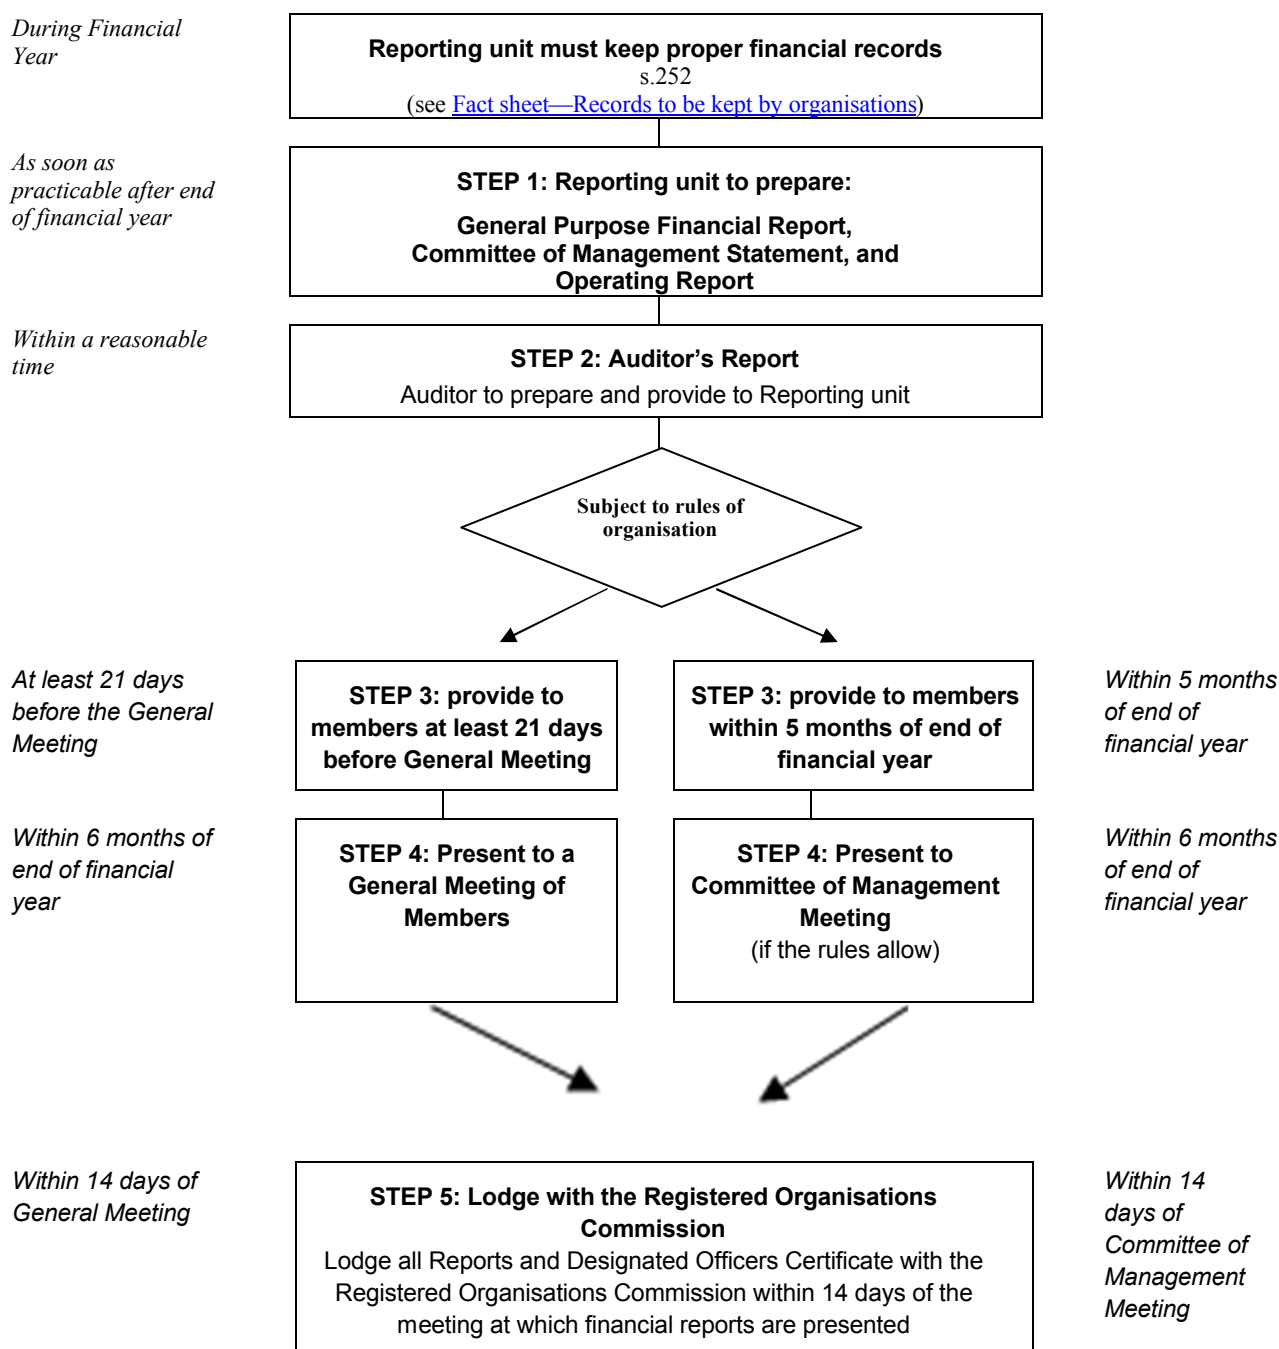 During Financial
Year
Reporting unit must keep proper financial records
s.252
(see Fact sheet—Records to be kept by organisations)
As soon as
practicable after end
of financial year
STEP 1: Reporting unit to prepare:
General Purpose Financial Report,
Committee of Management Statement, and
Operating Report
Within a reasonable
time
STEP 2: Auditor's Report
Auditor to prepare and provide to Reporting unit
Subject to rules of
organisation
At least 21 days
before the General
Meeting
STEP 3: provide to
members at least 21 days
before General Meeting
STEP 3: provide to members
within 5 months of end of
financial year
Within 5 months
of end of
financial year
Within 6 months of
end of financial
year
STEP 4: Present to a
General Meeting of
Members
STEP 4: Present to
Committee of Management
Meeting
(if the rules allow)
Within 6 months
of end of
financial year
Within 14 days of
General Meeting
STEP 5: Lodge with the Registered Organisations
Commission
Lodge all Reports and Designated Officers Certificate with the
Registered Organisations Commission within 14 days of the
meeting at which financial reports are presented
Within 14
days of
Committee of
Management
Meeting